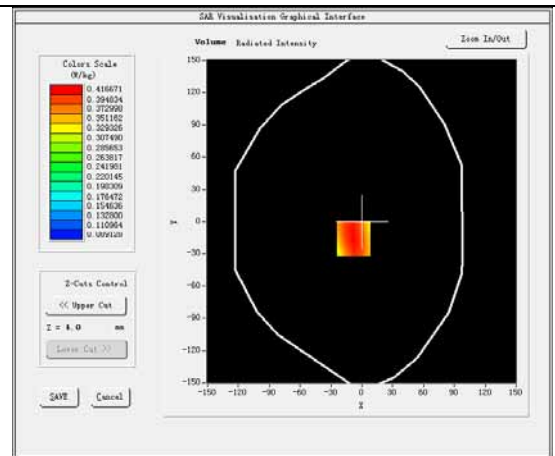 SAR Visualisation Graphical Interface
Colors Scale
(W/kg)
0.416671
0.394834
0.372998
0.351162
0.329326
0.307490
0.285653
0.263817
0.241981
0.220145
0.198309
0.176472
0.154636
0.132800
0.110964
0.089128
Z-Cuts Control
<< Upper Cut
Z = 4.0 mm
Lower Cut >>
SAVE Cancel
Volume Radiated Intensity
Zoom In/Out
150
120
90
60
30
0
-30
-60
-90
-120
-150
Y
-150 -120 -90 -60 -30 0 30 60 90 120 150
X